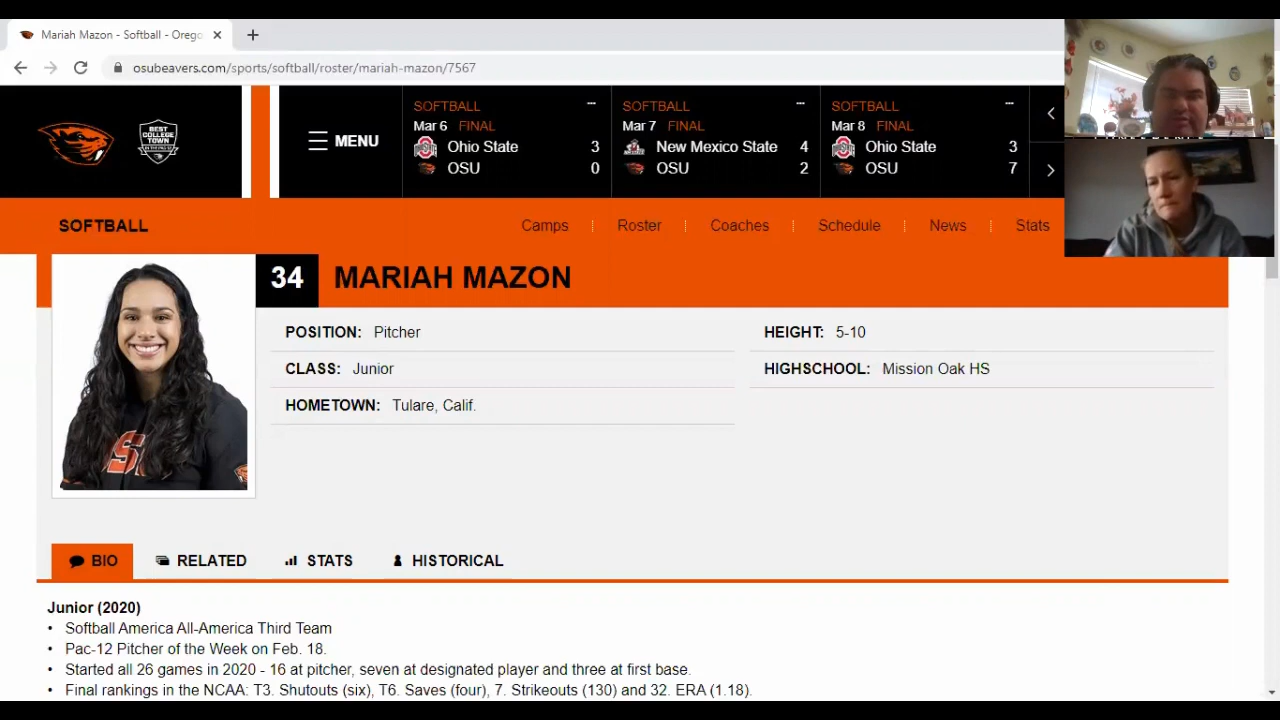 Mariah Mazon - Softball - Orego
osubeavers.com/sports/softball/roster/mariah-mazon/7567
BEST COLLEGE TOWN
MENU
SOFTBALL
Mar 6 FINAL
Ohio State 3
OSU 0
SOFTBALL
Mar 7 FINAL
New Mexico State 4
OSU 2
SOFTBALL
Mar 8 FINAL
Ohio State 3
OSU 7
SOFTBALL
Camps Roster Coaches Schedule News Stats
34 MARIAH MAZON
POSITION: Pitcher
HEIGHT: 5-10
CLASS: Junior
HIGHSCHOOL: Mission Oak HS
HOMETOWN: Tulare, Calif.
BIO RELATED STATS HISTORICAL
Junior (2020)
• Softball America All-America Third Team
• Pac-12 Pitcher of the Week on Feb. 18.
• Started all 26 games in 2020 - 16 at pitcher, seven at designated player and three at first base.
• Final rankings in the NCAA: T3. Shutouts (six), T6. Saves (four), 7. Strikeouts (130) and 32. ERA (1.18).